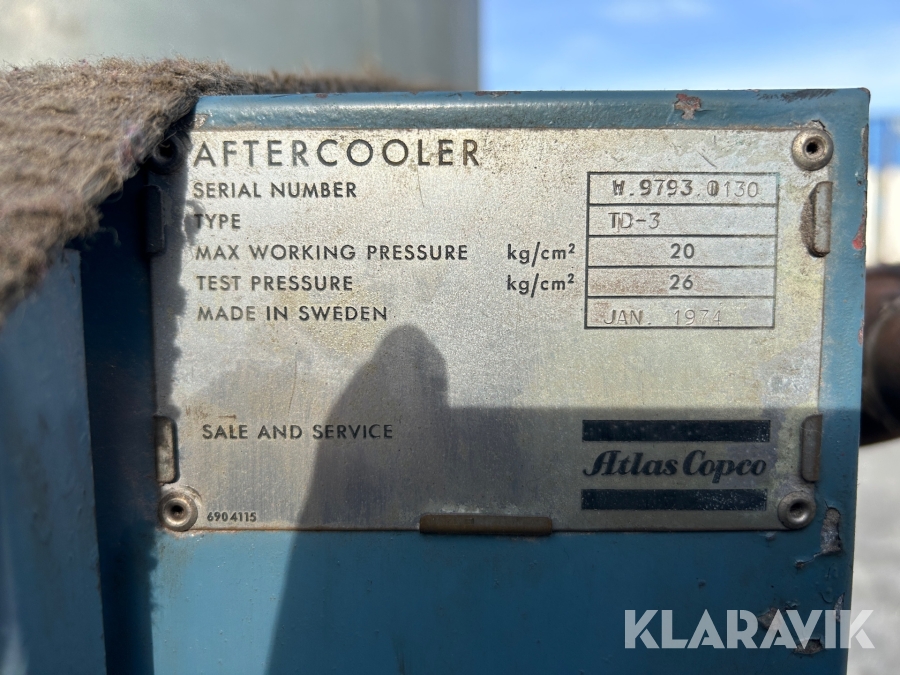 AFTERCOOLER
SERIAL NUMBER W.9793.0130
TYPE TD-3
MAX WORKING PRESSURE kg/cm² 20
TEST PRESSURE kg/cm² 26
MADE IN SWEDEN JAN. 1974
SALE AND SERVICE
Atlas Copco
6904115
KLARAVIK